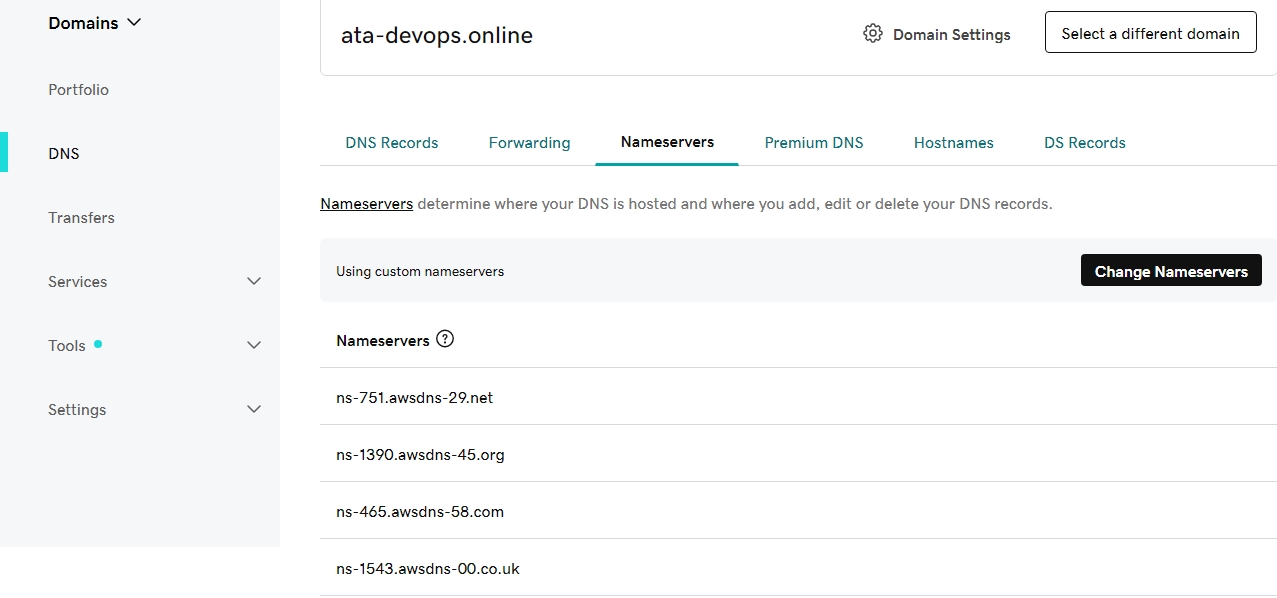 Domains
ata-devops.online
Domain Settings
Select a different domain
Portfolio
DNS
Transfers
Services
Tools
Settings
DNS Records
Forwarding
Nameservers
Premium DNS
Hostnames
DS Records
Nameservers determine where your DNS is hosted and where you add, edit or delete your DNS records.
Using custom nameservers
Change Nameservers
Nameservers ?
ns-751.awsdns-29.net
ns-1390.awsdns-45.org
ns-465.awsdns-58.com
ns-1543.awsdns-00.co.uk